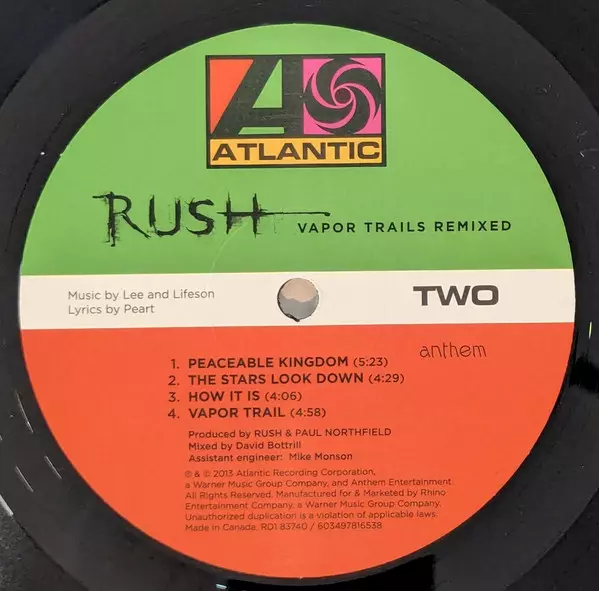 ATLANTIC
RUSH
VAPOR TRAILS REMIXED
Music by Lee and Lifeson
Lyrics by Peart
TWO
anthem
1. PEACEABLE KINGDOM (5:23)
2. THE STARS LOOK DOWN (4:29)
3. HOW IT IS (4:06)
4. VAPOR TRAIL (4:58)
Produced by RUSH & PAUL NORTHFIELD
Mixed by David Bottrill
Assistant engineer: Mike Monson
℗ & © 2013 Atlantic Recording Corporation,
a Warner Music Group Company, and Anthem Entertainment.
All Rights Reserved. Manufactured for & Marketed by Rhino
Entertainment Company, a Warner Music Group Company.
Unauthorized duplication is a violation of applicable laws.
Made in Canada. RD1 83740 / 603497816538